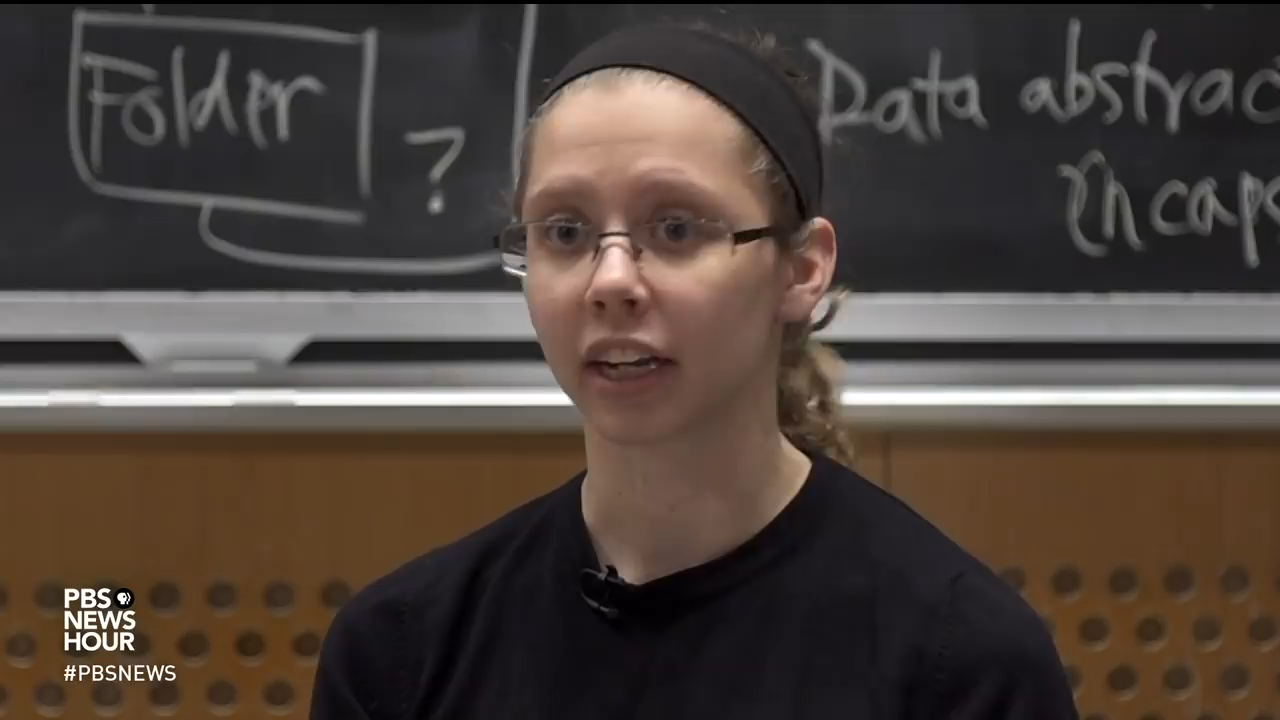 Folder
?
Data abstrac
encaps
PBS
NEWS
HOUR
#PBSNEWS